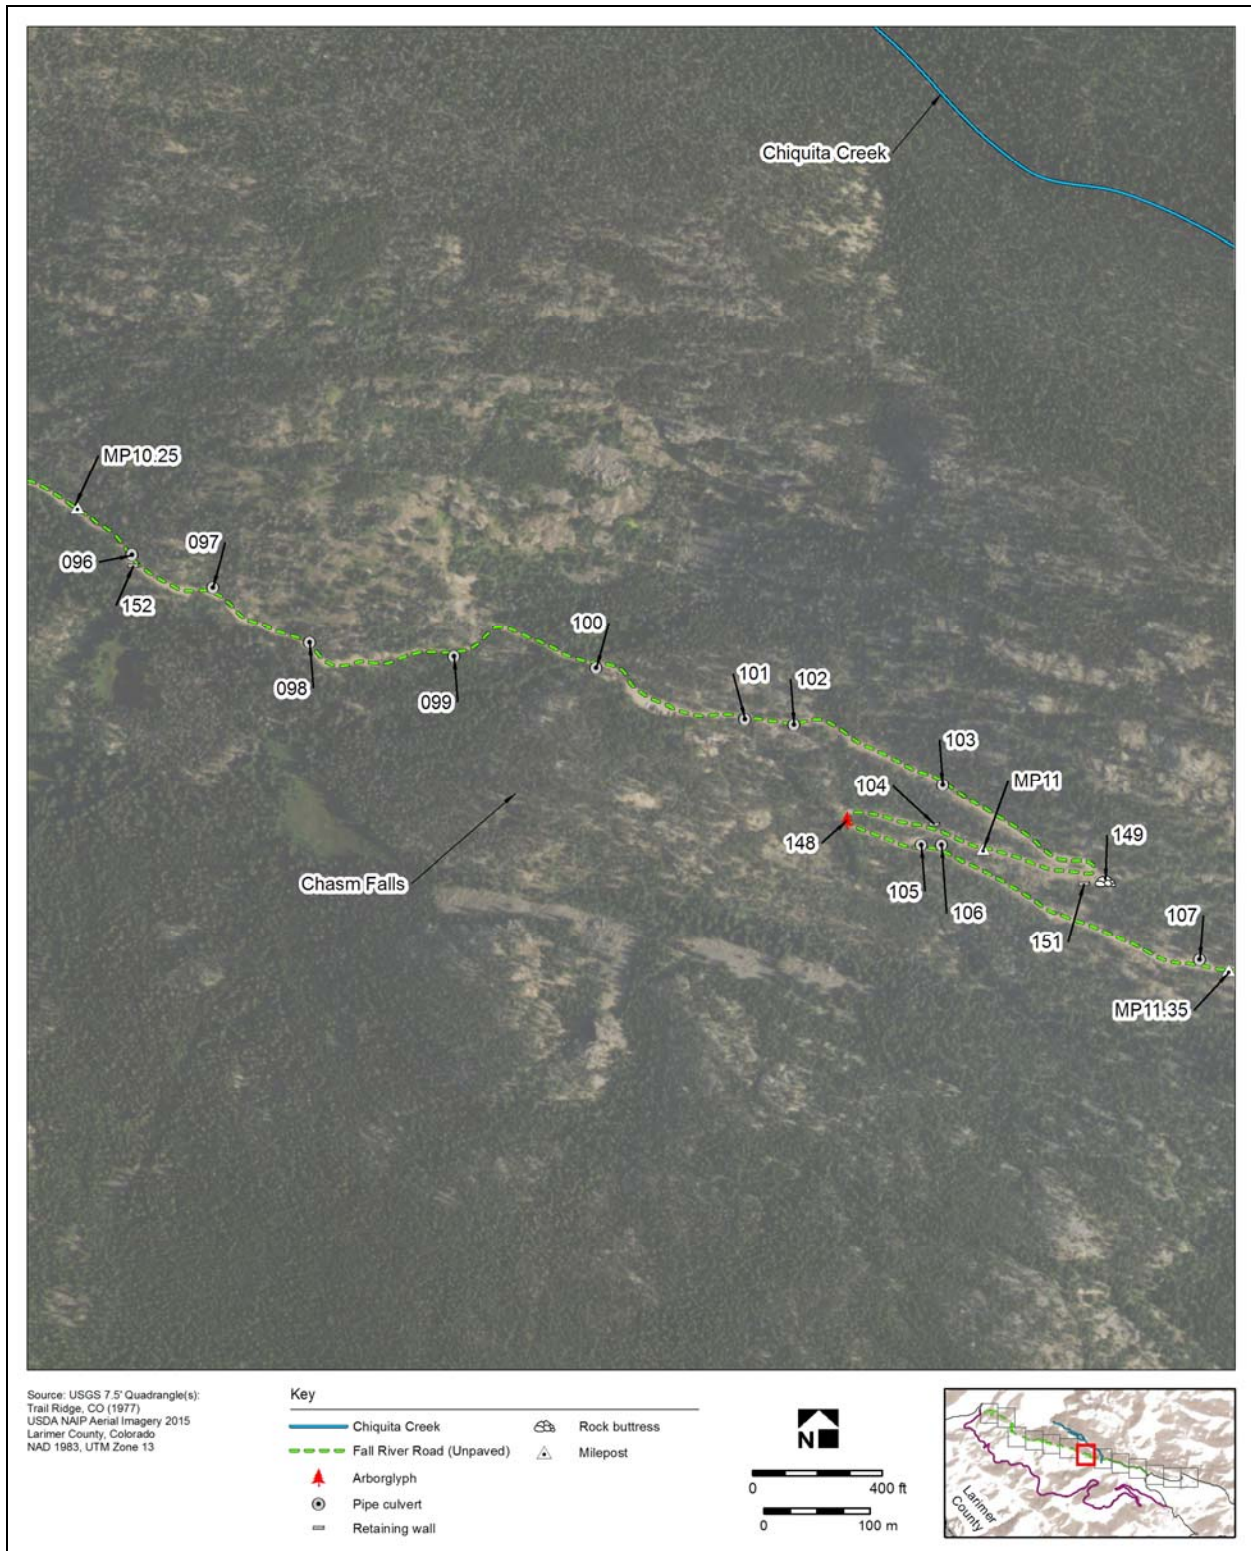 Chiquita Creek
MP10.25
097
096
152
100
098
099
101
102
103
104
MP11
148
149
Chasm Falls
105
106
151
107
MP11.35
Source: USGS 7.5' Quadrangle(s):
Trail Ridge, CO (1977)
USDA NAIP Aerial Imagery 2015
Larimer County, Colorado
NAD 1983, UTM Zone 13
Key
Chiquita Creek
Fall River Road (Unpaved)
Arborglyph
Pipe culvert
Retaining wall
Rock buttress
Milepost
N
0 400 ft
0 100 m
Larimer
County